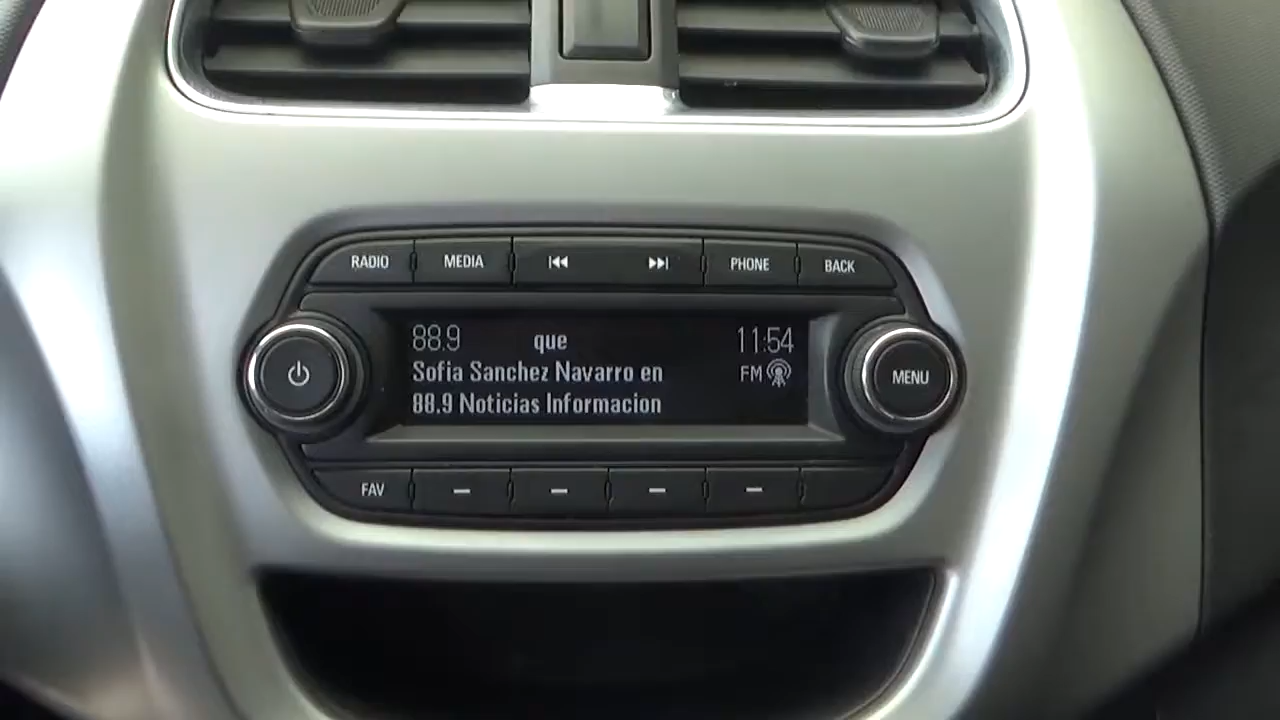 RADIO MEDIA PHONE BACK
88.9 que 11:54
Sofia Sanchez Navarro en FM
88.9 Noticias Informacion
MENU
FAV